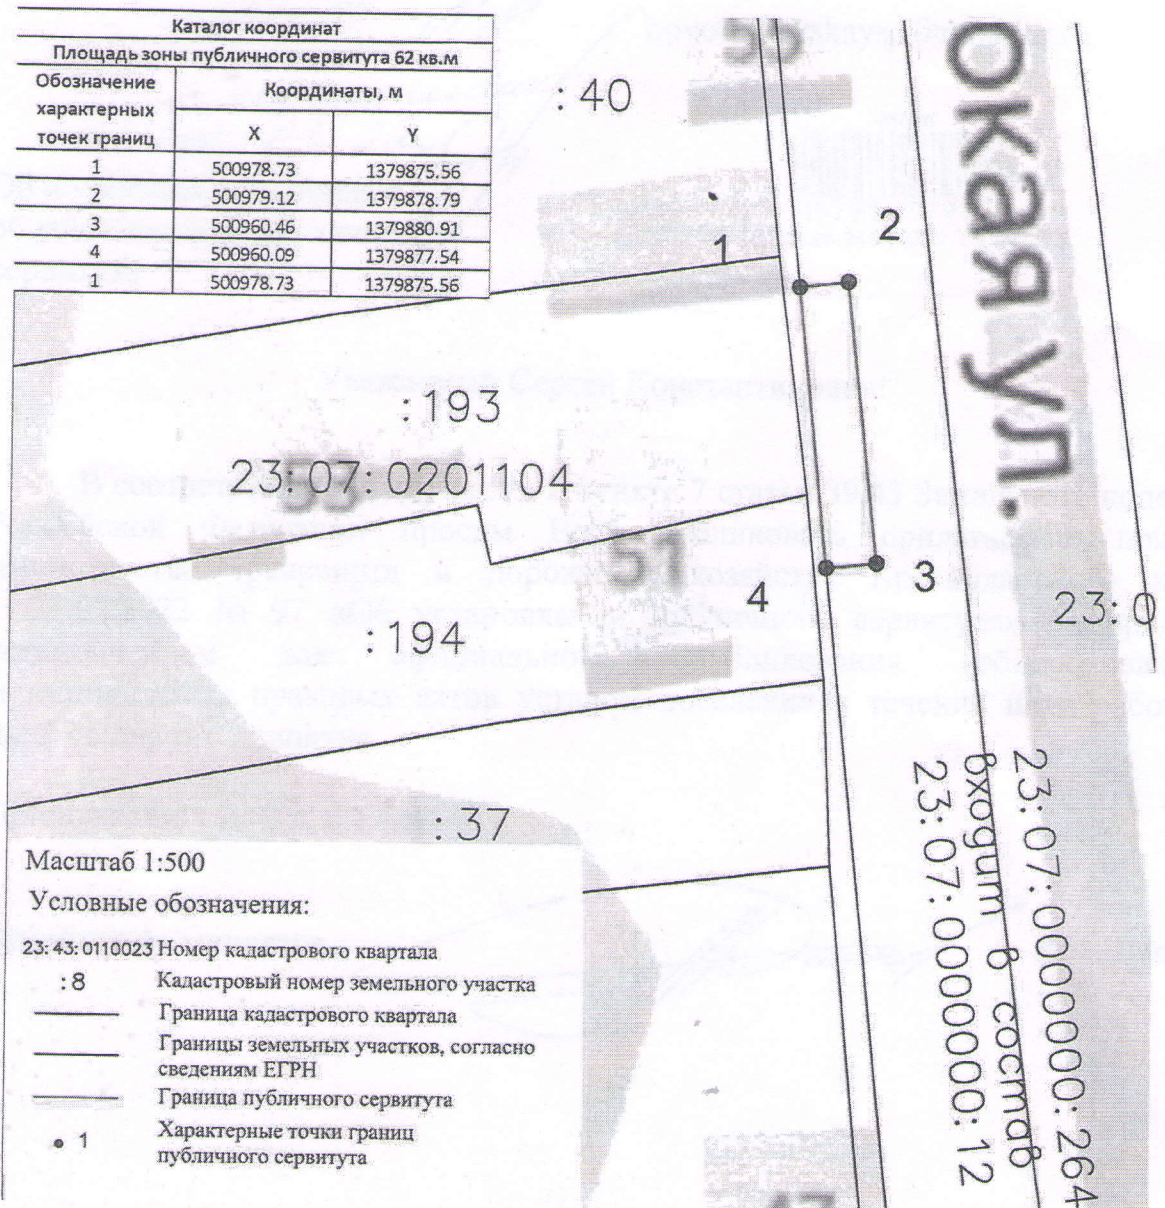 Каталог координат
Площадь зоны публичного сервитута 62 кв.м
Обозначение характерных точек границ
Координаты, м
X Y
1 500978.73 1379875.56
2 500979.12 1379878.79
3 500960.46 1379880.91
4 500960.09 1379877.54
1 500978.73 1379875.56
:40
1
2
окая ул.
:193
23:07:0201104
53
51
4
3
23:0
:194
:37
23:07:0000000:264
входит в состав
23:07:0000000:12
Масштаб 1:500
Условные обозначения:
23:43:0110023 Номер кадастрового квартала
:8 Кадастровый номер земельного участка
Граница кадастрового квартала
Границы земельных участков, согласно
сведениям ЕГРН
Граница публичного сервитута
1 Характерные точки границ
публичного сервитута